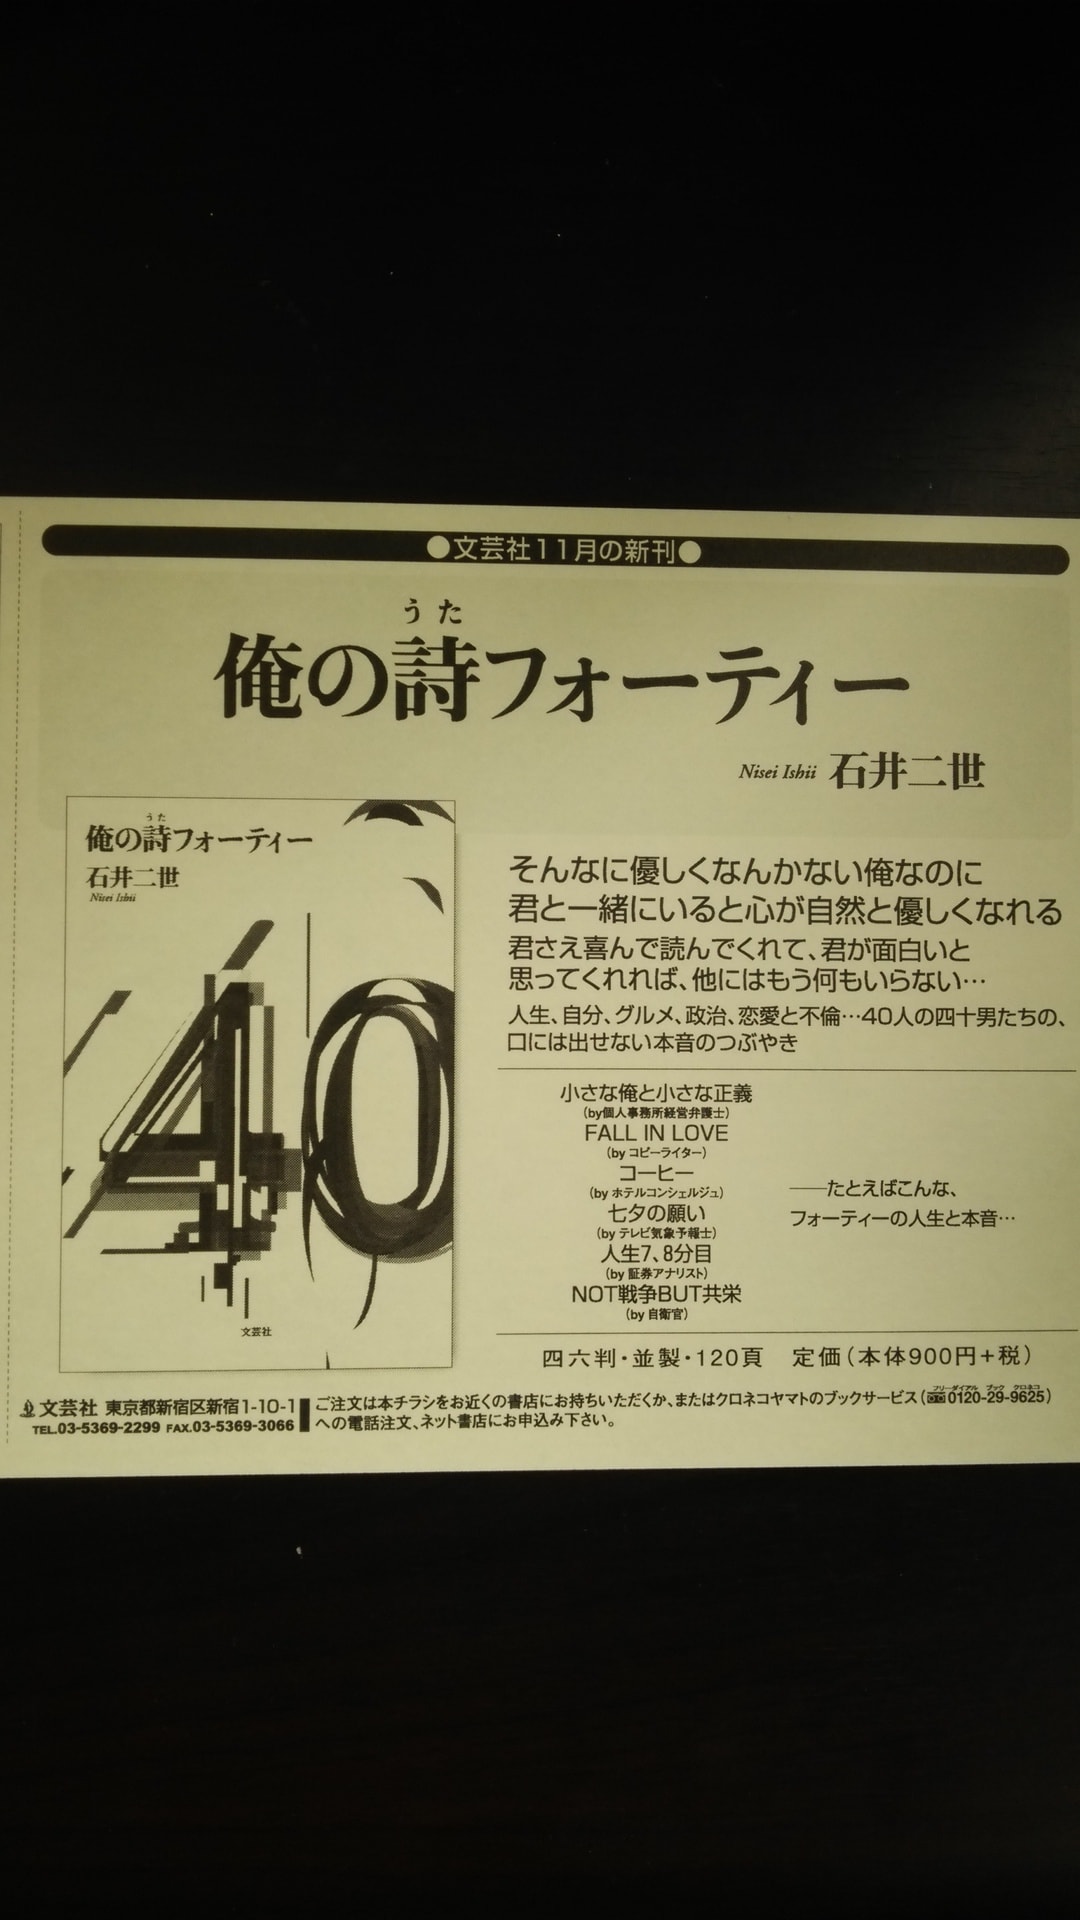 ●文芸社11月の新刊●
うた
俺の詩フォーティー
Nisei Ishii 石井二世
うた
俺の詩フォーティー
石井二世
Nisei Ishii
40
文芸社
そんなに優しくなんかない俺なのに
君と一緒にいると心が自然と優しくなれる
君さえ喜んで読んでくれて、君が面白いと
思ってくれれば、他にはもう何もいらない…
人生、自分、グルメ、政治、恋愛と不倫…40人の四十男たちの、
口には出せない本音のつぶやき
小さな俺と小さな正義
(by個人事務所経営弁護士)
FALL IN LOVE
(by コピーライター)
コーヒー
(by ホテルコンシェルジュ)
七夕の願い
(by テレビ気象予報士)
人生7、8分目
(by 証券アナリスト)
NOT戦争BUT共栄
(by 自衛官)
──たとえばこんな、
フォーティーの人生と本音…
四六判・並製・120頁 定価(本体900円+税)
文芸社 東京都新宿区新宿1-10-1
TEL.03-5369-2299 FAX.03-5369-3066
フリーダイヤル ブック クロネコ
ご注文は本チラシをお近くの書店にお持ちいただくか、またはクロネコヤマトのブックサービス(0120-29-9625)
への電話注文、ネット書店にお申込み下さい。